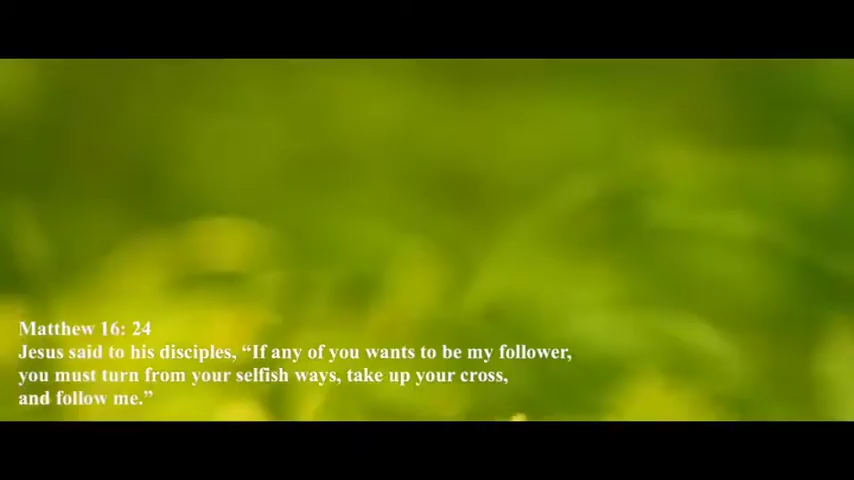 Matthew 16: 24
Jesus said to his disciples, “If any of you wants to be my follower,
you must turn from your selfish ways, take up your cross,
and follow me.”